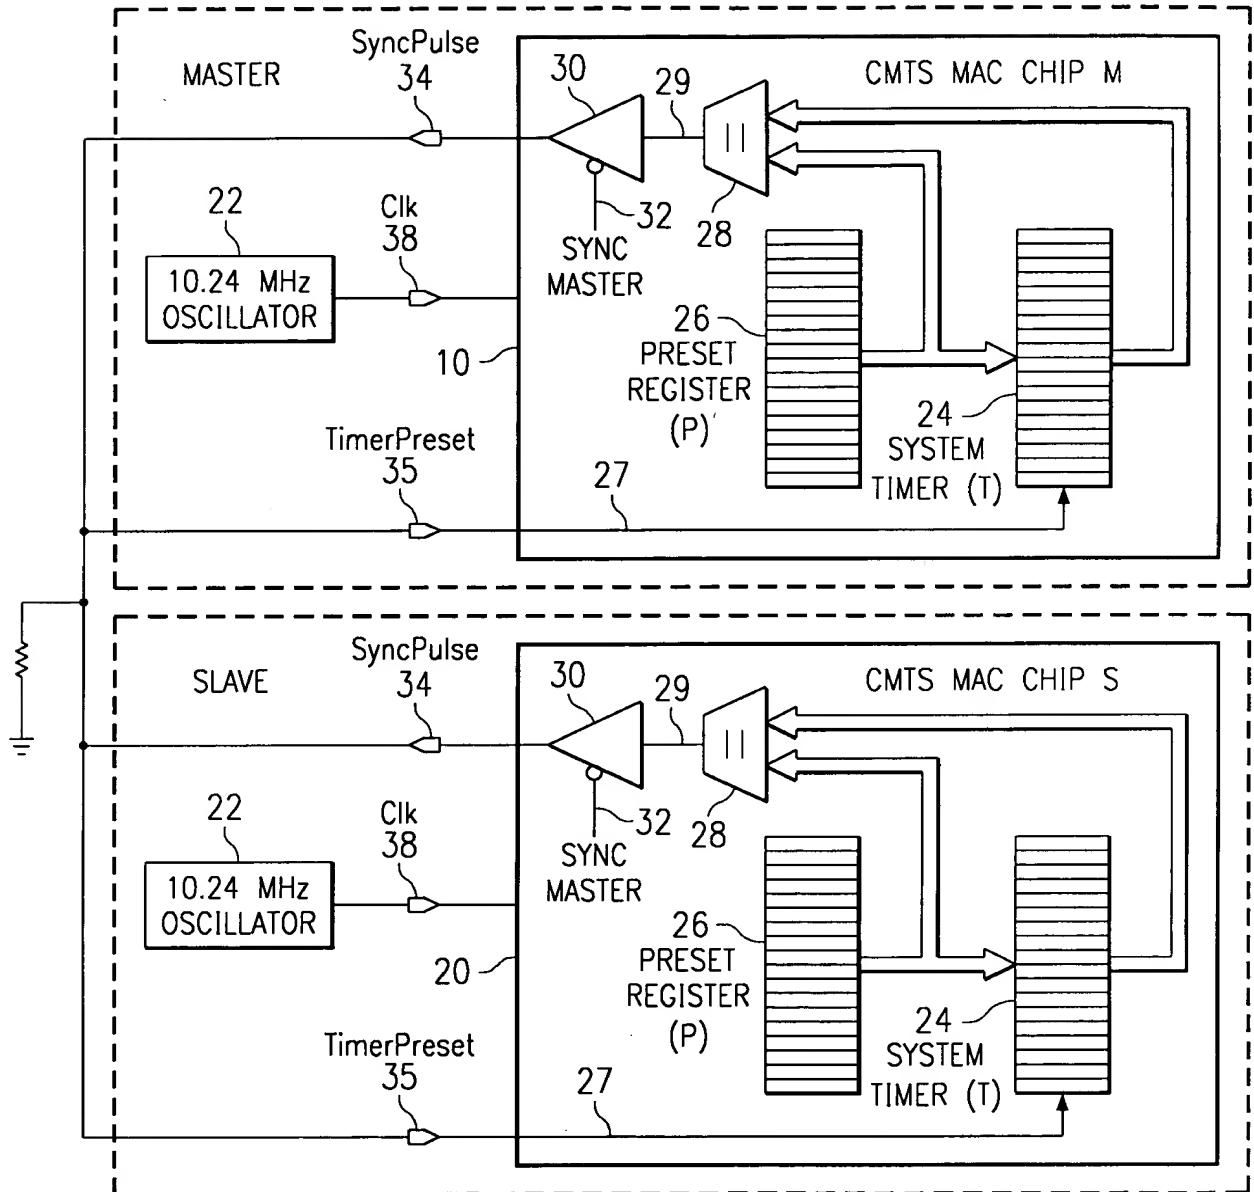 SyncPulse
34
MASTER
30
29
CMTS MAC CHIP M
22
Clk
38
32
28
SYNC
MASTER
10.24 MHz
OSCILLATOR
10
26
PRESET
REGISTER
(P)
24
SYSTEM
TIMER (T)
TimerPreset
35
27
SyncPulse
34
SLAVE
30
29
CMTS MAC CHIP S
22
Clk
38
32
28
SYNC
MASTER
10.24 MHz
OSCILLATOR
20
26
PRESET
REGISTER
(P)
24
SYSTEM
TIMER (T)
TimerPreset
35
27